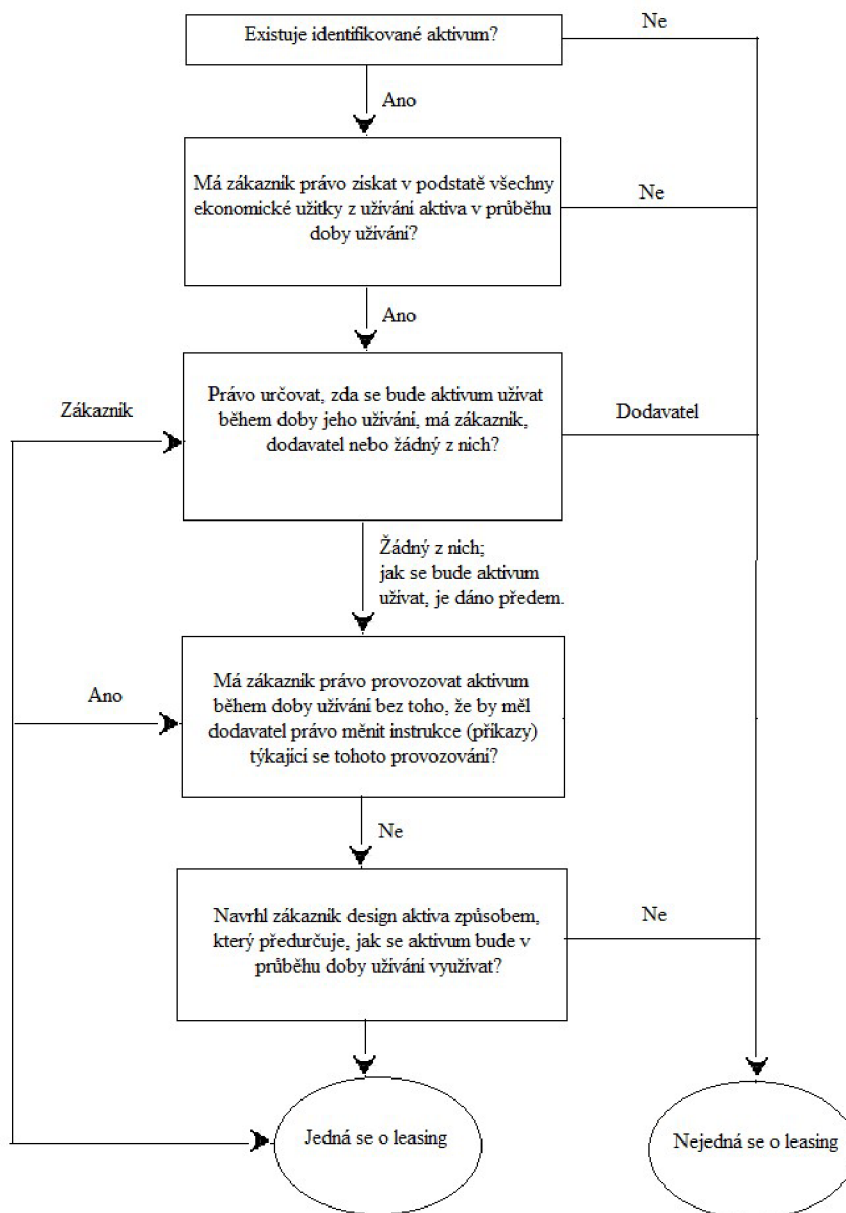 Existuje identifikované aktivum?
Ne
Ano
Má zákazník právo získat v podstatě všechny
ekonomické užitky z užívání aktiva v průběhu
doby užívání?
Ne
Ano
Právo určovat, zda se bude aktivum užívat
během doby jeho užívání, má zákazník,
dodavatel nebo žádný z nich?
Zákazník
Dodavatel
Žádný z nich;
jak se bude aktivum
užívat, je dáno předem.
Má zákazník právo provozovat aktivum
během doby užívání bez toho, že by měl
dodavatel právo měnit instrukce (příkazy)
týkající se tohoto provozování?
Ano
Ne
Navrhl zákazník design aktiva způsobem,
který předurčuje, jak se aktivum bude v
průběhu doby užívání využívat?
Ne
Jedná se o leasing
Nejedná se o leasing